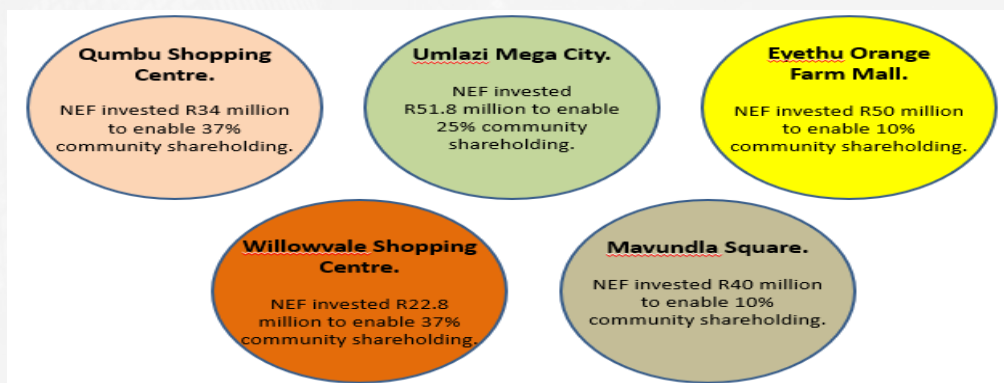 Qumbu Shopping
Centre.
NEF invested R34 million
to enable 37%
community shareholding.
Umlazi Mega City.
NEF invested
R51.8 million to enable
25% community
shareholding.
Eyethu Orange
Farm Mall.
NEF invested R50 million
to enable 10%
community shareholding.
Willowvale Shopping
Centre.
NEF invested R22.8
million to enable 37%
community shareholding.
Mavundla Square.
NEF invested R40 million
to enable 10%
community shareholding.